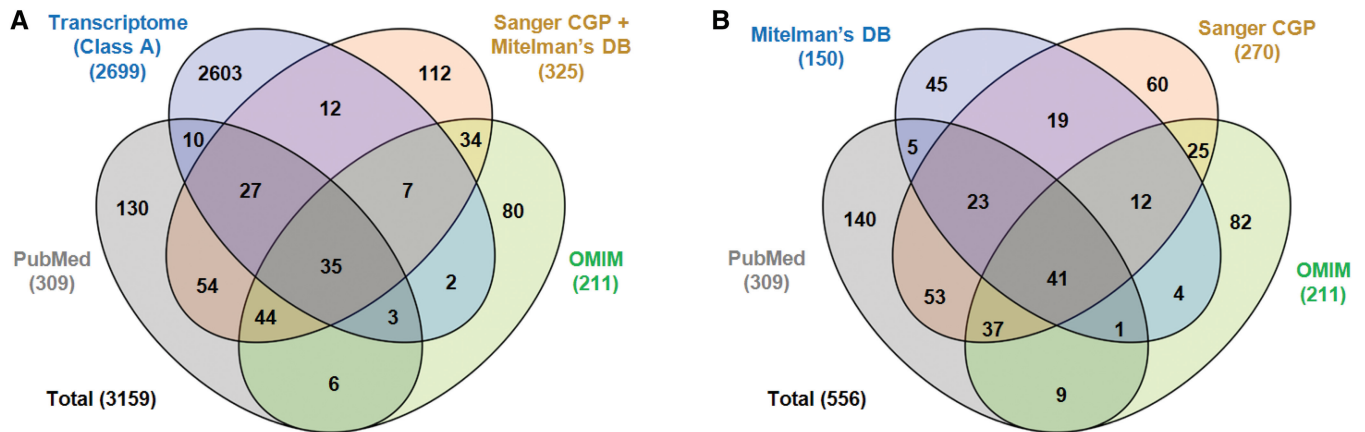 A
Transcriptome
(Class A)
(2699)
Sanger CGP +
Mitelman's DB
(325)
2603
112
12
10
34
27
7
130
80
PubMed
(309)
35
OMIM
(211)
54
2
44
3
6
Total (3159)
B
Mitelman's DB
(150)
Sanger CGP
(270)
45
60
19
5
25
23
12
140
82
PubMed
(309)
41
OMIM
(211)
53
4
37
1
9
Total (556)